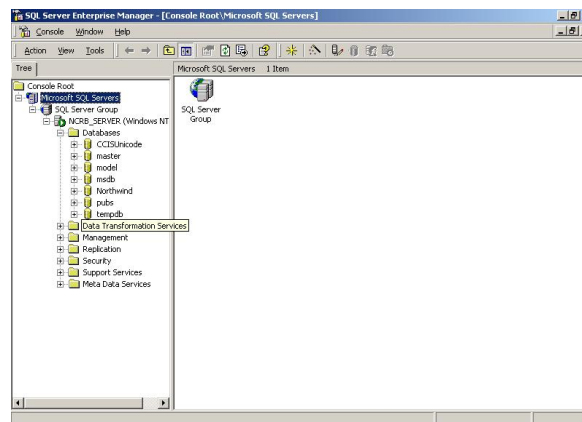 SQL Server Enterprise Manager - [Console Root\Microsoft SQL Servers]
Console Window Help
Action View Tools
Tree
Microsoft SQL Servers 1 Item
Console Root
Microsoft SQL Servers
SQL Server Group
NCRB_SERVER (Windows NT
Databases
CCISUnicode
master
model
msdb
Northwind
pubs
tempdb
Data Transformation Services
Management
Replication
Security
Support Services
Meta Data Services
SQL Server
Group